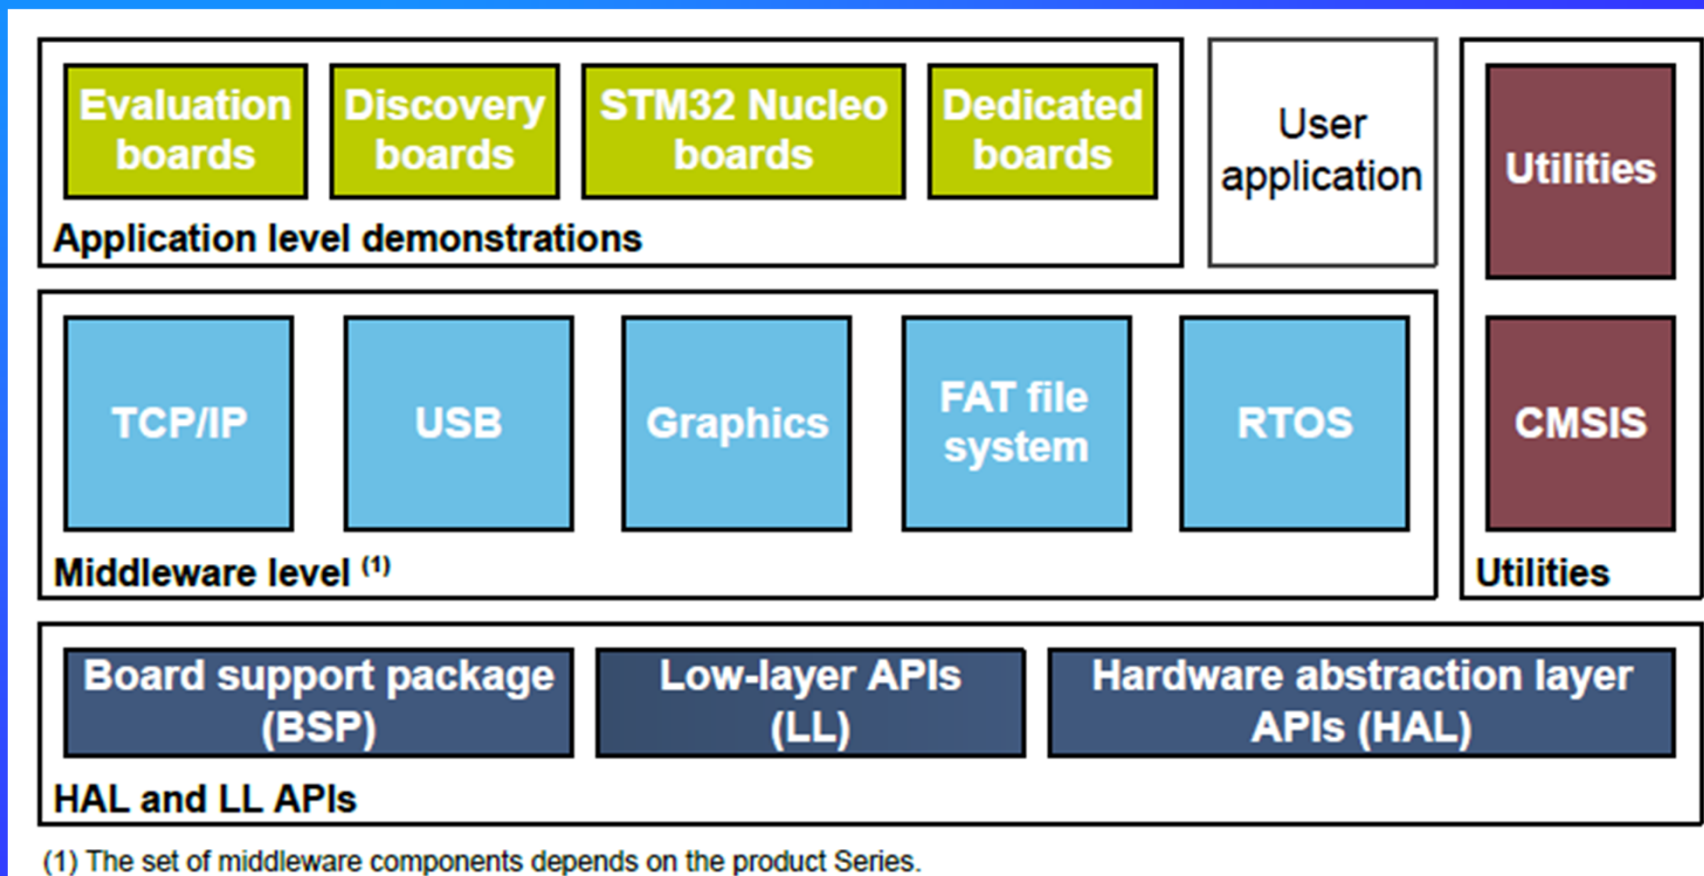 Evaluation
boards
Discovery
boards
STM32 Nucleo
boards
Dedicated
boards
Application level demonstrations
User
application
Utilities
TCP/IP
USB
Graphics
FAT file
system
RTOS
CMSIS
Middleware level (1)
Utilities
Board support package
(BSP)
Low-layer APIs
(LL)
Hardware abstraction layer
APIs (HAL)
HAL and LL APIs
(1) The set of middleware components depends on the product Series.